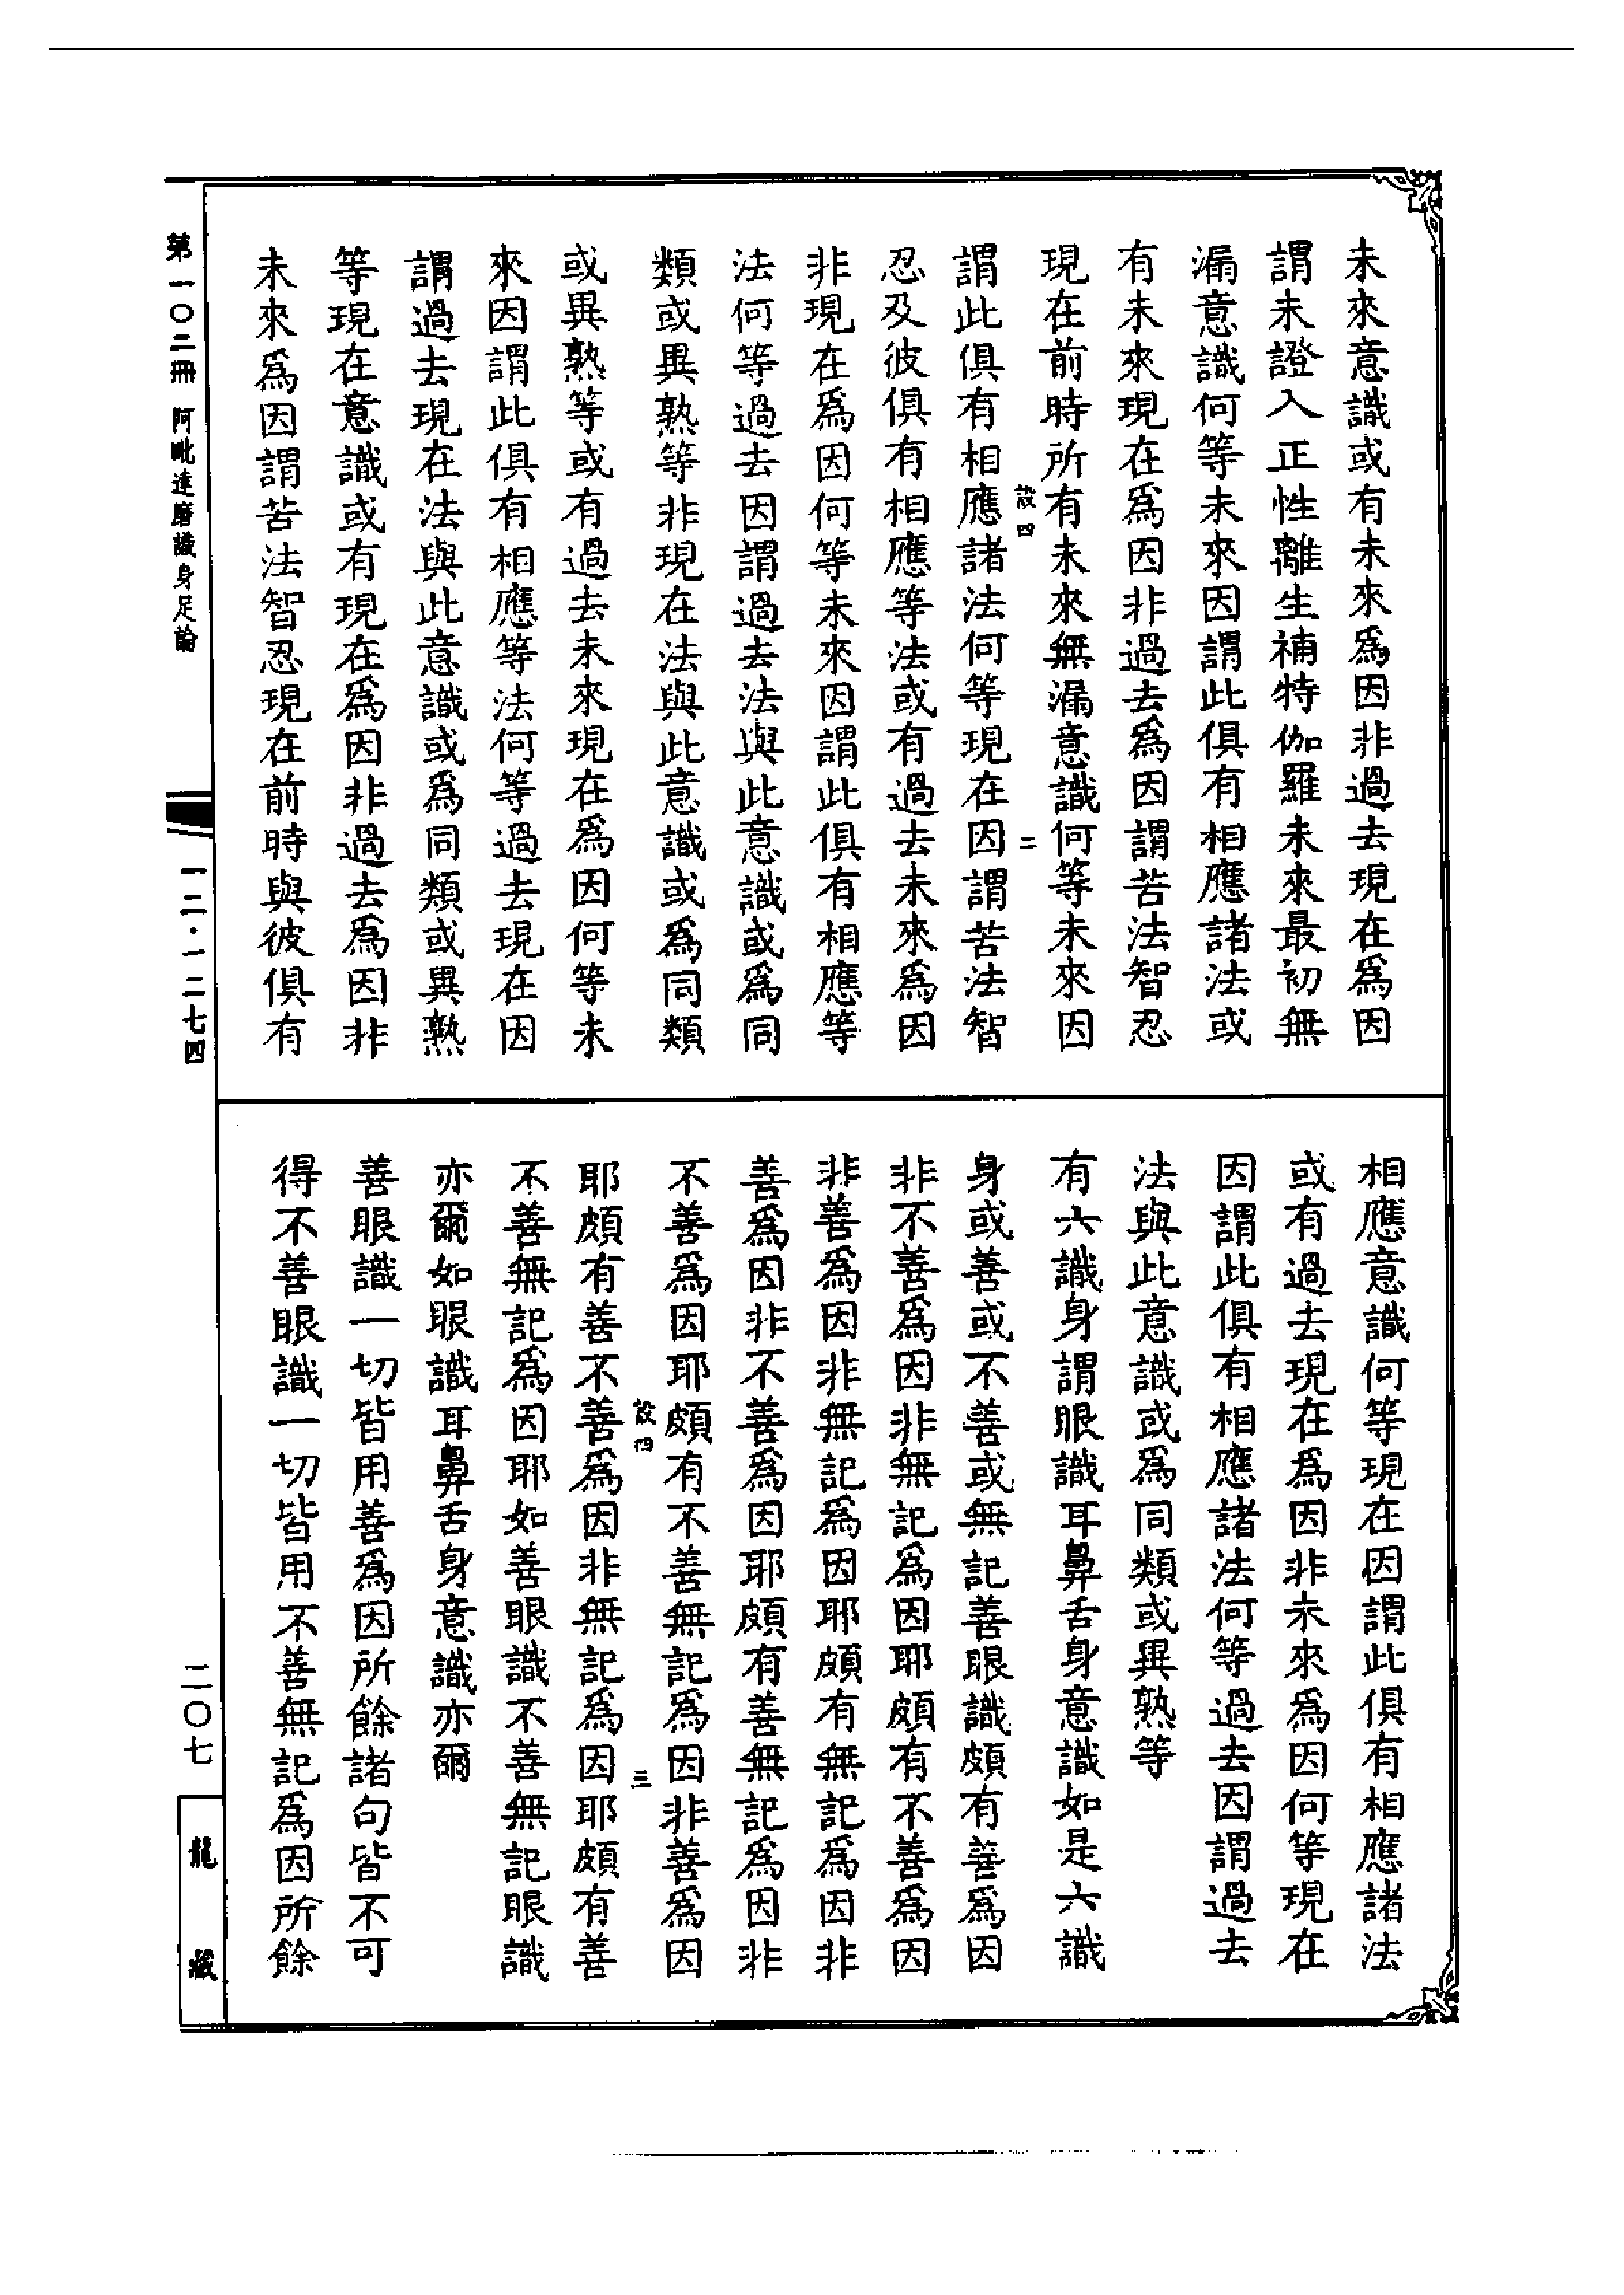 未來意識或有未來爲因非過去現在爲因
謂未證入正性離生補特伽羅未來最初無
漏意識何等未來因謂此俱有相應諸法或
有未來現在爲因非過去爲因謂苦法智忍
現在前時所有未來無漏意識何等未來因
設四 二
謂此俱有相應諸法何等現在因謂苦法智
忍及彼俱有相應等法或有過去未來爲因
非現在爲因何等未來因謂此俱有相應等
法何等過去因謂過去法與此意識或爲同
類或異熟等非現在法與此意識或爲同類
或異熟等或有過去未來現在爲因何等未
來因謂此俱有相應等法何等過去現在因
謂過去現在法與此意識或爲同類或異熟
等現在意識或有現在爲因非過去爲因非
未來爲因謂苦法智忍現在前時與彼俱有
相應意識何等現在因謂此俱有相應諸法
或有過去現在爲因非未來爲因何等現在
因謂此俱有相應諸法何等過去因謂過去
法與此意識或爲同類或異熟等
有六識身謂眼識耳鼻舌身意識如是六識
身或善或不善或無記善眼識頗有善爲因
非不善爲因非無記爲因耶頗有不善爲因
非善爲因非無記爲因耶頗有無記爲因非
善爲因非不善爲因耶頗有善無記爲因非
不善爲因耶頗有不善無記爲因非善爲因
設四 三
耶頗有善不善爲因非無記爲因耶頗有善
不善無記爲因耶如善眼識不善無記眼識
亦爾如眼識耳鼻舌身意識亦爾
善眼識一切皆用善爲因所餘諸句皆不可
得不善眼識一切皆用不善無記爲因所餘
第一〇二冊 阿毗達磨識身足論
一二·一二七四
二〇七
龍藏